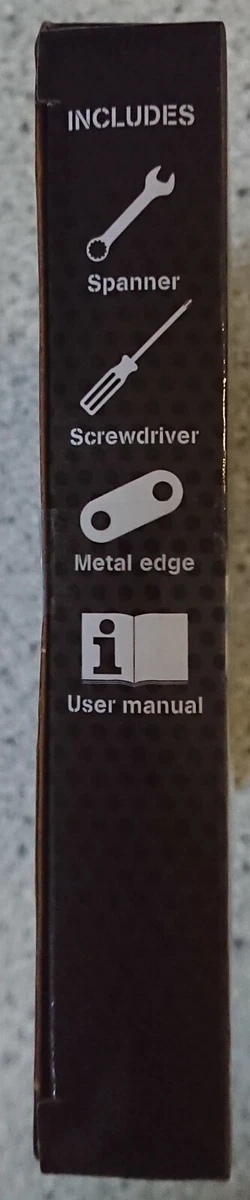 INCLUDES
Spanner
Screwdriver
Metal edge
i
User manual